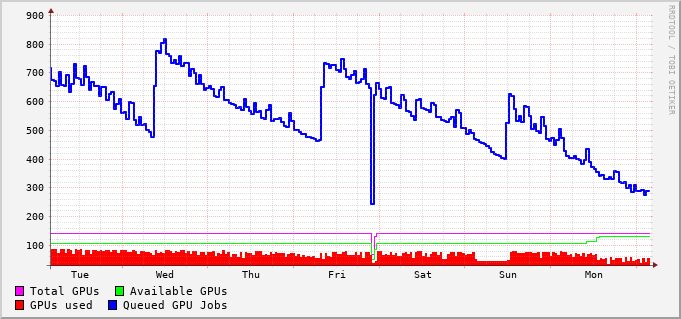 900
800
700
600
500
400
300
200
100
Tue Wed Thu Fri Sat Sun Mon
Total GPUs Available GPUs
GPUs used Queued GPU Jobs
RRDTOOL / TOBI OETIKER